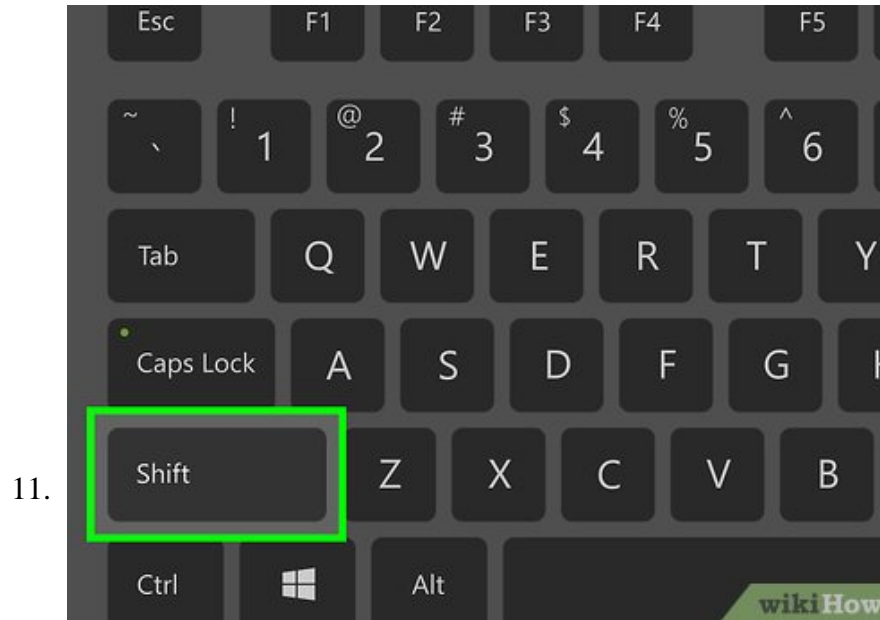 Esc F1 F2 F3 F4 F5
~ ` ! 1 @ 2 # 3 $ 4 % 5 ^ 6
Tab Q W E R T Y
Caps Lock A S D F G
11. Shift Z X C V B
Ctrl Alt
wikiHow